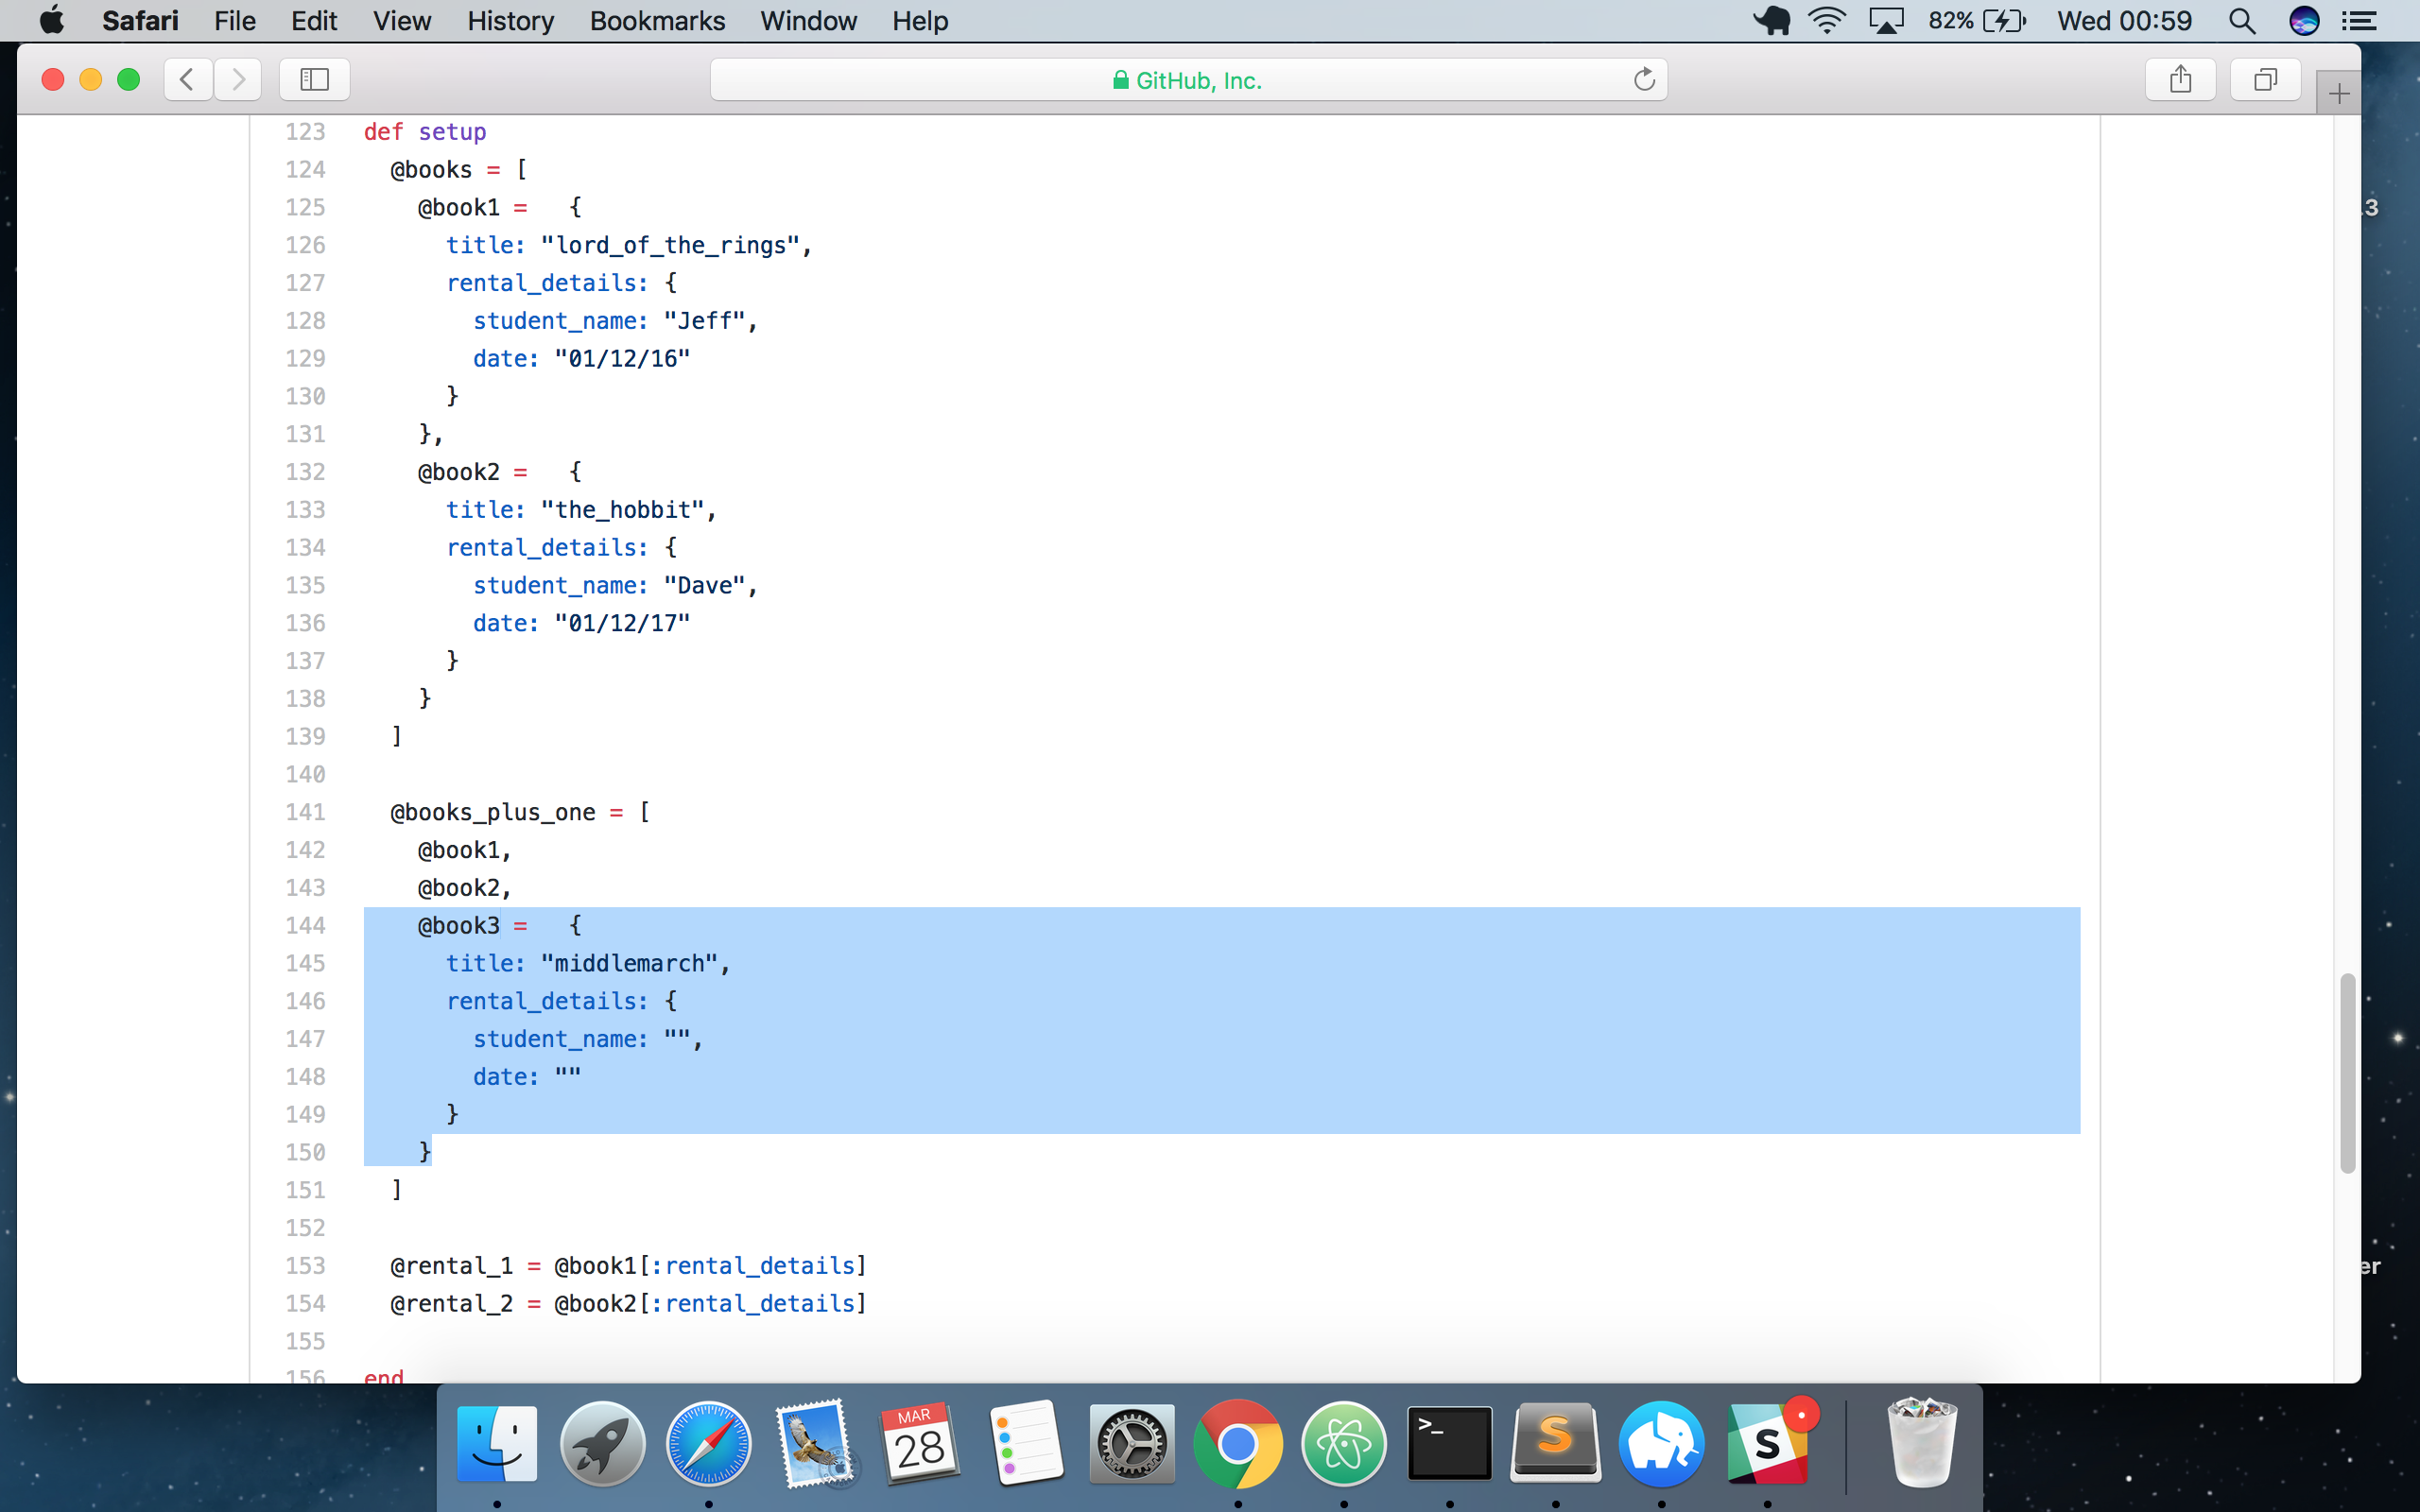 Safari File Edit View History Bookmarks Window Help 82% Wed 00:59
GitHub, Inc.
123 def setup
124 @books = [
125 @book1 =   {
126 title: "lord_of_the_rings",
127 rental_details: {
128 student_name: "Jeff",
129 date: "01/12/16"
130 }
131 },
132 @book2 =   {
133 title: "the_hobbit",
134 rental_details: {
135 student_name: "Dave",
136 date: "01/12/17"
137 }
138 }
139 ]
140
141 @books_plus_one = [
142 @book1,
143 @book2,
144 @book3 =   {
145 title: "middlemarch",
146 rental_details: {
147 student_name: "",
148 date: ""
149 }
150 }
151 ]
152
153 @rental_1 = @book1[:rental_details]
154 @rental_2 = @book2[:rental_details]
155
156 end
.3
er
MAR
28
>_
S
S